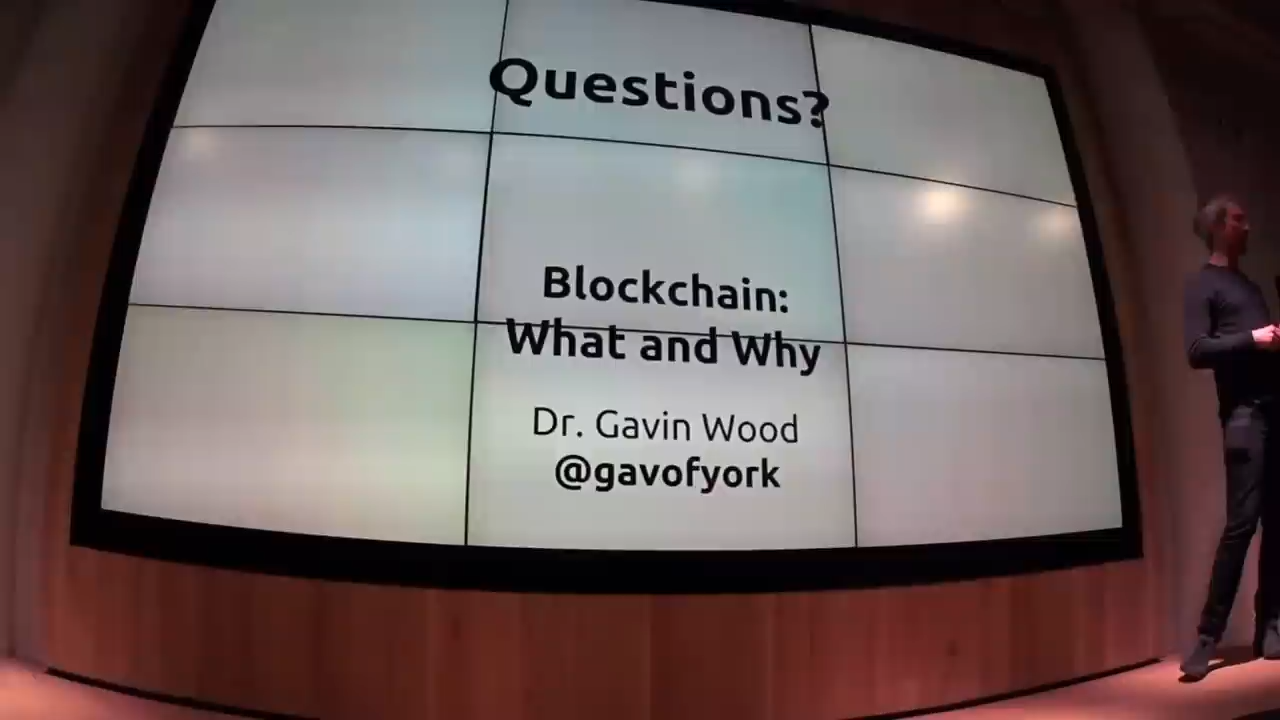 Questions?
Blockchain:
What and Why
Dr. Gavin Wood
@gavofyork